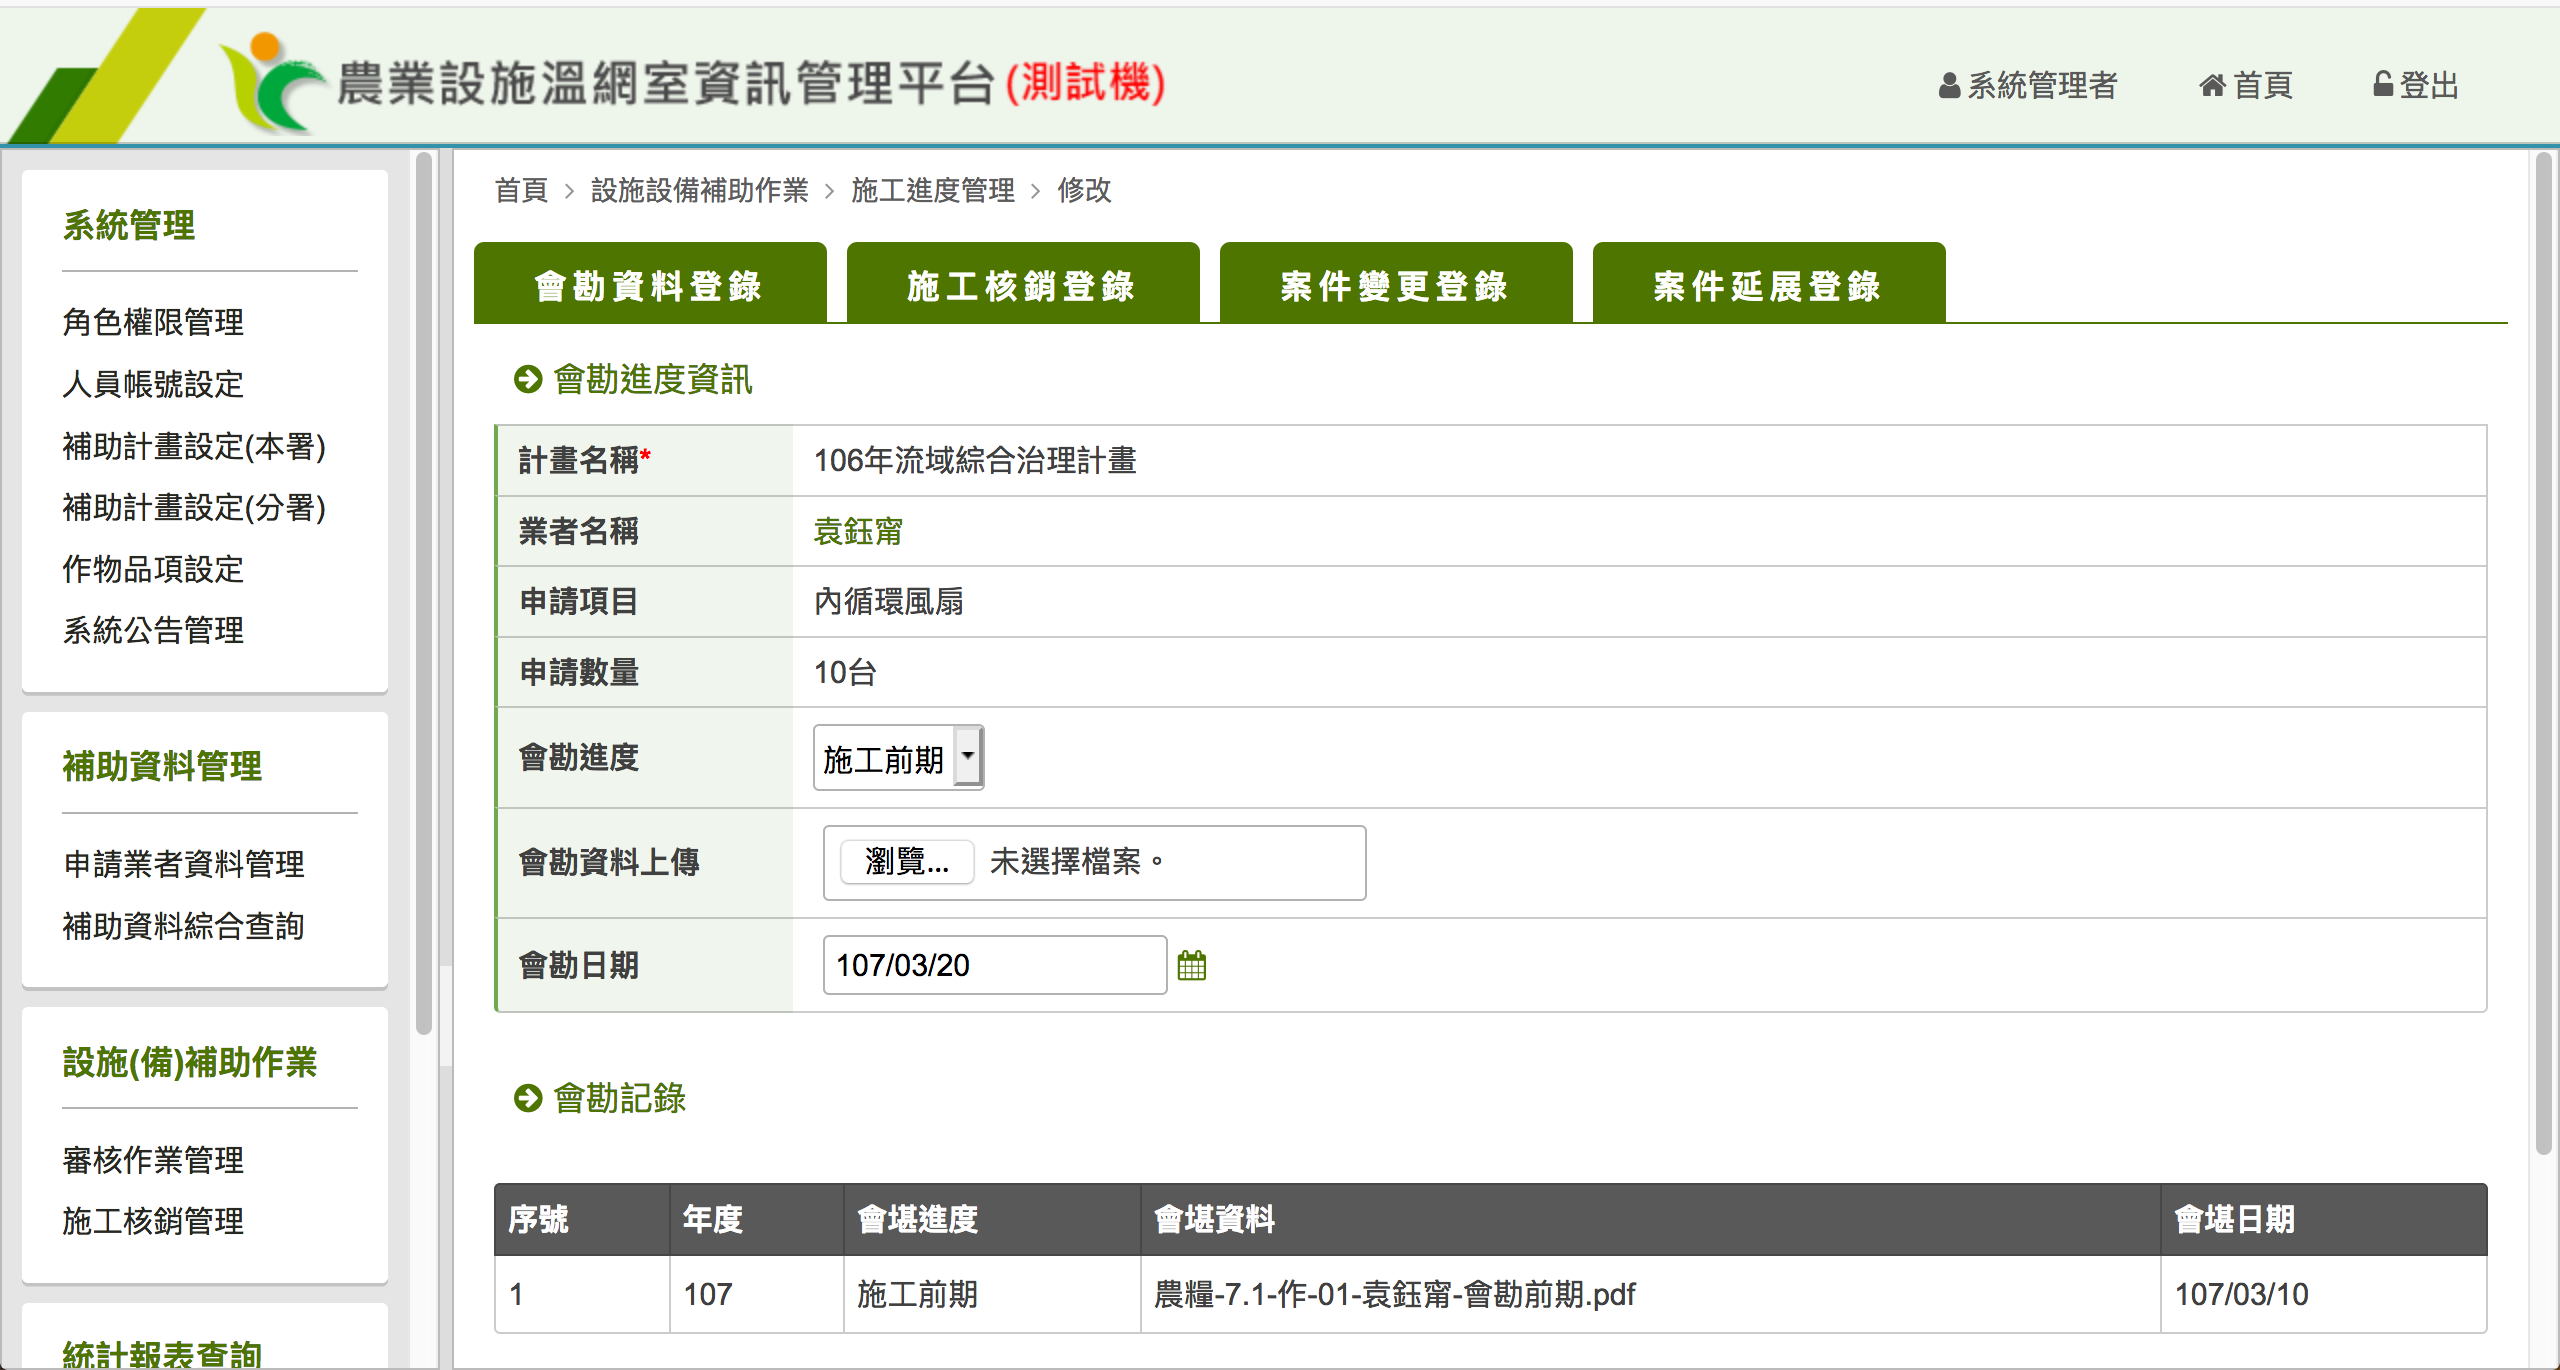 農業設施溫網室資訊管理平台(測試機)
系統管理者 首頁 登出
系統管理
角色權限管理
人員帳號設定
補助計畫設定(本署)
補助計畫設定(分署)
作物品項設定
系統公告管理
補助資料管理
申請業者資料管理
補助資料綜合查詢
設施(備)補助作業
審核作業管理
施工核銷管理
統計報表查詢
首頁 > 設施設備補助作業 > 施工進度管理 > 修改
會勘資料登錄 施工核銷登錄 案件變更登錄 案件延展登錄
會勘進度資訊
計畫名稱* 106年流域綜合治理計畫
業者名稱 袁鈺甯
申請項目 內循環風扇
申請數量 10台
會勘進度 施工前期
會勘資料上傳 瀏覽... 未選擇檔案。
會勘日期 107/03/20
會勘記錄
序號 年度 會堪進度 會堪資料 會堪日期
1 107 施工前期 農糧-7.1-作-01-袁鈺甯-會勘前期.pdf 107/03/10